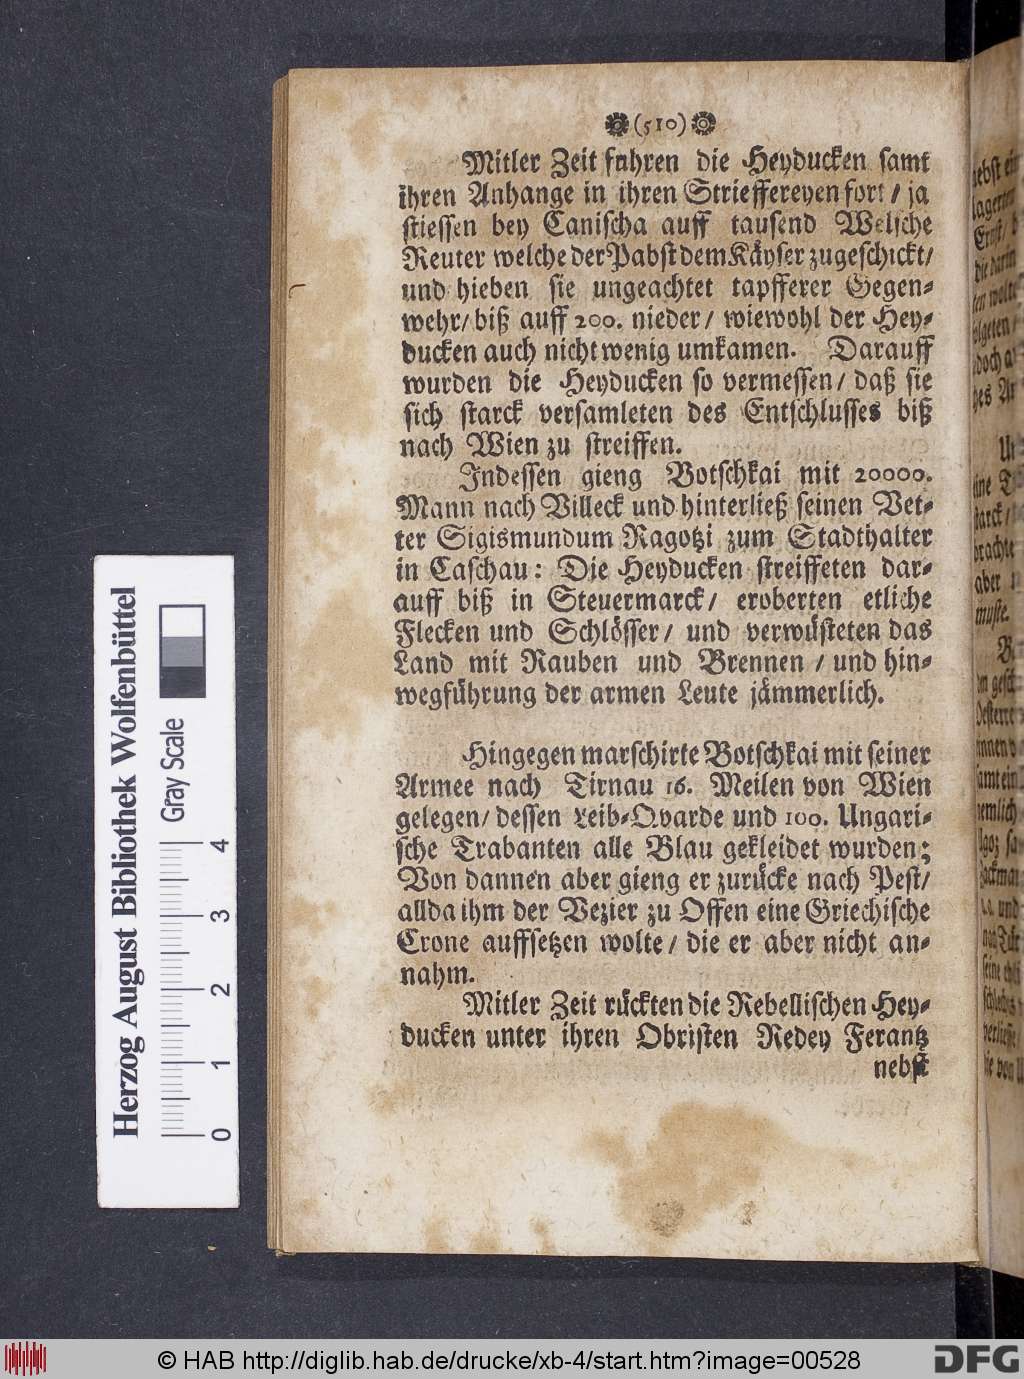 (510)
Mitler Zeit fuhren die Heyducken samt
ihren Anhange in ihren Strieffereyen fort / ja
stiessen bey Canischa auff tausend Welsche
Reuter welche der Pabst dem Käyser zugeschickt /
und hieben sie ungeachtet tapfferer Gegen-
wehr / biß auff 200. nieder / wiewohl der Hey-
ducken auch nicht wenig umkamen. Darauff
wurden die Heyducken so vermessen / daß sie
sich starck versamleten des Entschlusses biß
nach Wien zu streiffen.
Indessen gieng Botschkai mit 20000.
Mann nach Villeck und hinterließ seinen Vet-
ter Sigismundum Ragotzi zum Stadthalter
in Caschau: Die Heyducken streiffeten dar-
auff biß in Steuermarck / eroberten etliche
Flecken und Schlösser / und verwüsteten das
Land mit Rauben und Brennen / und hin-
wegführung der armen Leute jämmerlich.
Hingegen marschirte Botschkai mit seiner
Armee nach Tirnau 16. Meilen von Wien
gelegen / dessen Leib-Qvarde und 100. Ungari-
sche Trabanten alle Blau gekleidet wurden;
Von dannen aber gieng er zurücke nach Pest /
allda ihm der Vezier zu Offen eine Griechische
Crone auffsetzen wolte / die er aber nicht an-
nahm.
Mitler Zeit rückten die Rebellischen Hey-
ducken unter ihren Obristen Redey Ferantz
nebst
Herzog August Bibliothek Wolfenbüttel
Gray Scale
0 1 2 3 4
© HAB http://diglib.hab.de/drucke/xb-4/start.htm?image=00528
DFG